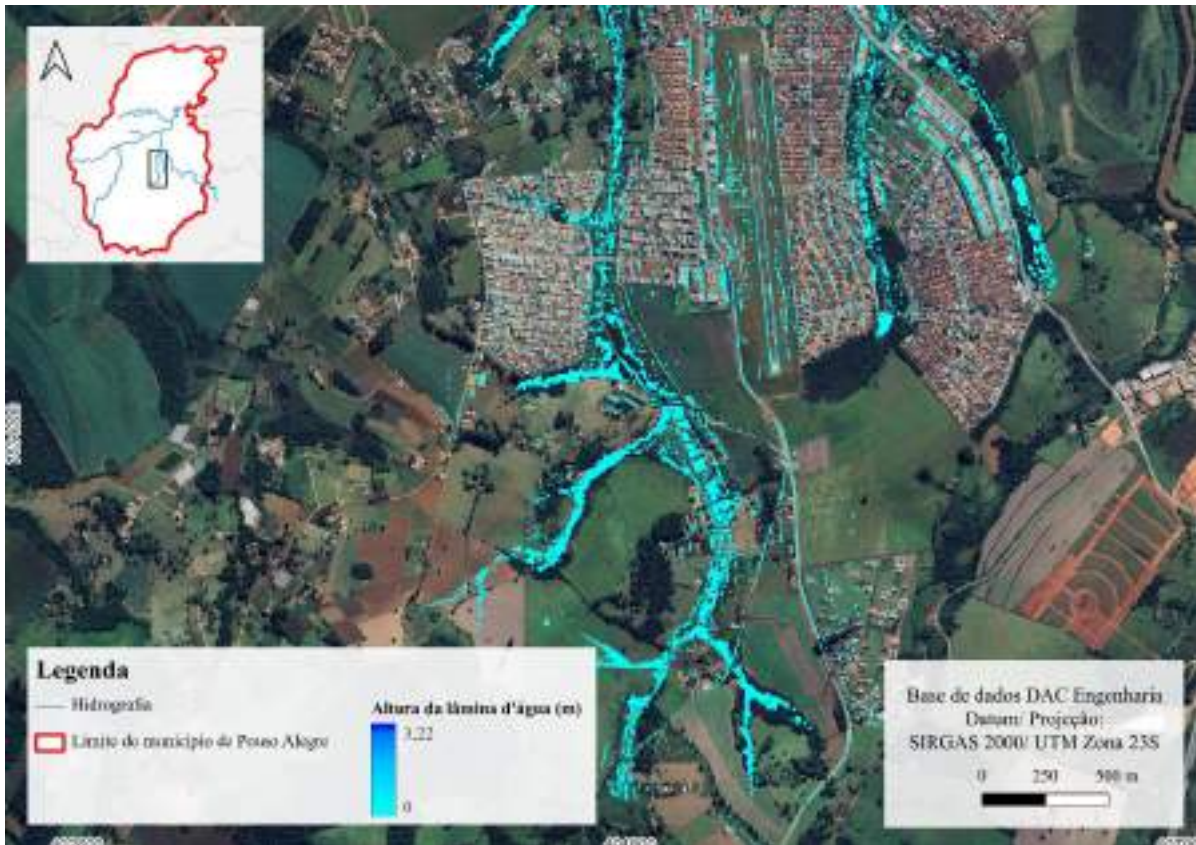 Legenda
Hidrografia
Límite do município de Pouso Alegre
Altura da lâmina d'água (m)
3,22
0
Base de dados DAC Engenharia
Datum/ Projeção:
SIRGAS 2000/ UTM Zona 23S
0 250 500 m